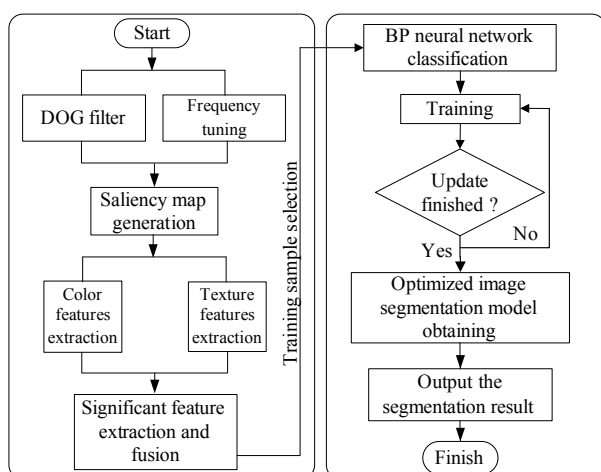 Start
DOG filter
Frequency
tuning
Saliency map
generation
Color
features
extraction
Texture
features
extraction
Significant feature
extraction and
fusion
Training sample selection
BP neural network
classification
Training
Update
finished ?
No
Yes
Optimized image
segmentation model
obtaining
Output the
segmentation result
Finish